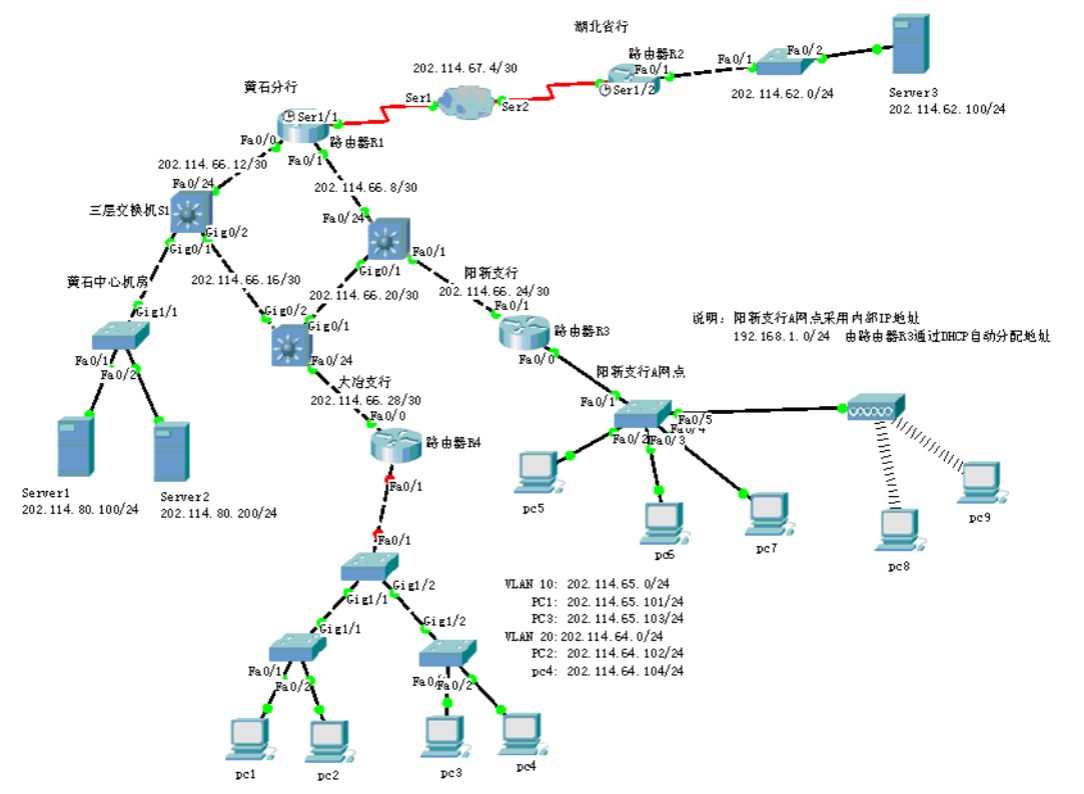 湖北省行
路由器R2
Fa0/1
Ser1/2
Fa0/1
Fa0/2
202.114.62.0/24
Server3
202.114.62.100/24
202.114.67.4/30
Ser1
Ser2
黄石分行
Ser1/1
Fa0/0
路由器R1
Fa0/1
202.114.66.12/30
Fa0/24
202.114.66.8/30
Fa0/24
三层交换机S1
Gig0/2
Gig0/1
Fa0/1
Gig0/1
阳新支行
202.114.66.16/30
202.114.66.20/30
202.114.66.24/30
黄石中心机房
Gig1/1
Gig0/2
Gig0/1
Fa0/1
路由器R3
Fa0/0
说明: 阳新支行A网点采用内部IP地址
192.168.1.0/24 由路由器R3通过DHCP自动分配地址
Fa0/1
Fa0/2
Fa0/24
大冶支行
202.114.66.28/30
Fa0/0
路由器R4
Fa0/1
阳新支行A网点
Fa0/1
Fa0/5
Fa0/4
Fa0/2
Fa0/3
Server1
202.114.80.100/24
Server2
202.114.80.200/24
pc5
pc6
pc7
pc8
pc9
Fa0/1
Gig1/2
Gig1/1
Gig1/1
Gig1/2
VLAN 10: 202.114.65.0/24
PC1: 202.114.65.101/24
PC3: 202.114.65.103/24
VLAN 20:202.114.64.0/24
PC2: 202.114.64.102/24
pc4: 202.114.64.104/24
Fa0/1
Fa0/2
Fa0/2
pc1
pc2
pc3
pc4